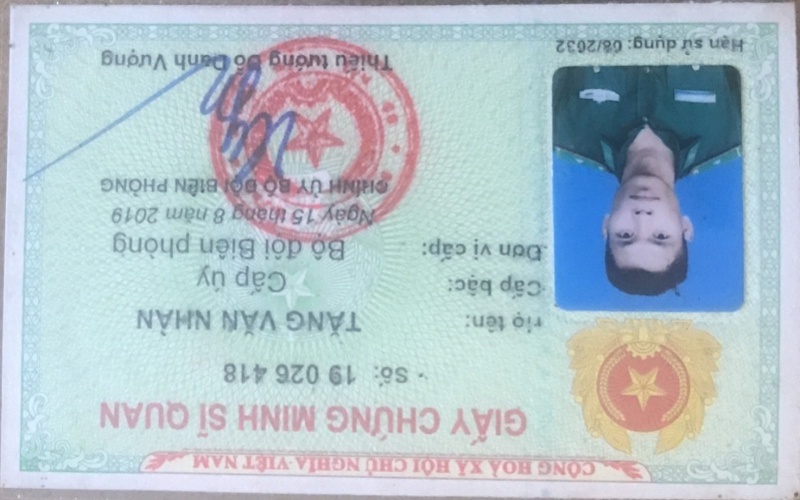 CỘNG HOÀ XÃ HỘI CHỦ NGHĨA VIỆT NAM
GIẤY CHỨNG MINH SĨ QUAN
Số: 19 026 418
Họ tên: TĂNG VĂN NHÀN
Cấp bậc: Cấp úy
Đơn vị cấp: Bộ đội Biên phòng
Ngày 15 tháng 8 năm 2019
CHÍNH ỦY BỘ ĐỘI BIÊN PHÒNG
Thiếu tướng Đỗ Danh Vượng
Hạn sử dụng: 08/2032